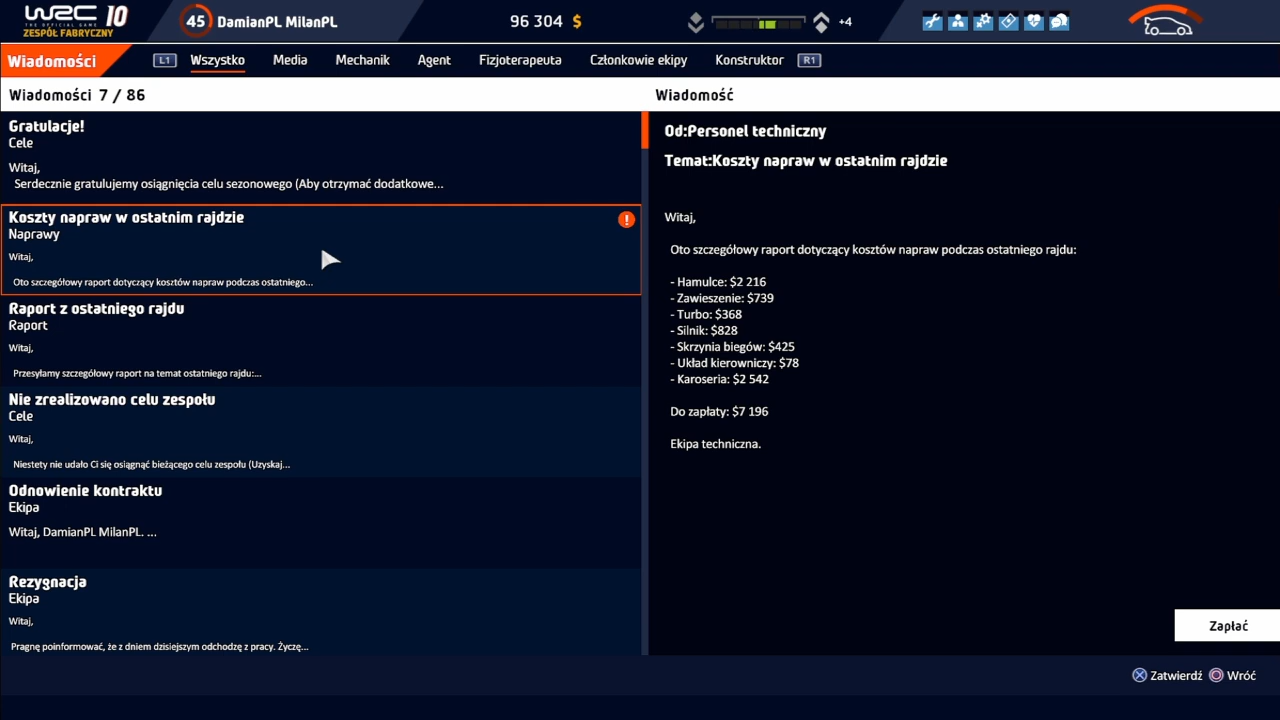 WRC 10
THE OFFICIAL GAME
ZESPÓŁ FABRYCZNY
45 DamianPL MilanPL
96 304 $
+4
Wiadomości
L1 Wszystko Media Mechanik Agent Fizjoterapeuta Członkowie ekipy Konstruktor R1
Wiadomości 7 / 86
Wiadomość
Gratulacje!
Cele
Witaj,
Serdecznie gratulujemy osiągnięcia celu sezonowego (Aby otrzymać dodatkowe...
Koszty napraw w ostatnim rajdzie
Naprawy
Witaj,
Oto szczegółowy raport dotyczący kosztów napraw podczas ostatniego...
Raport z ostatniego rajdu
Raport
Witaj,
Przesyłamy szczegółowy raport na temat ostatniego rajdu:...
Nie zrealizowano celu zespołu
Cele
Witaj,
Niestety nie udało Ci się osiągnąć bieżącego celu zespołu (Uzyskaj...
Odnowienie kontraktu
Ekipa
Witaj, DamianPL MilanPL. ...
Rezygnacja
Ekipa
Witaj,
Pragnę poinformować, że z dniem dzisiejszym odchodzę z pracy. Życzę...
Od:Personel techniczny
Temat:Koszty napraw w ostatnim rajdzie
Witaj,
Oto szczegółowy raport dotyczący kosztów napraw podczas ostatniego rajdu:
- Hamulce: $2 216
- Zawieszenie: $739
- Turbo: $368
- Silnik: $828
- Skrzynia biegów: $425
- Układ kierowniczy: $78
- Karoseria: $2 542
Do zapłaty: $7 196
Ekipa techniczna.
Zapłać
Zatwierdź Wróć